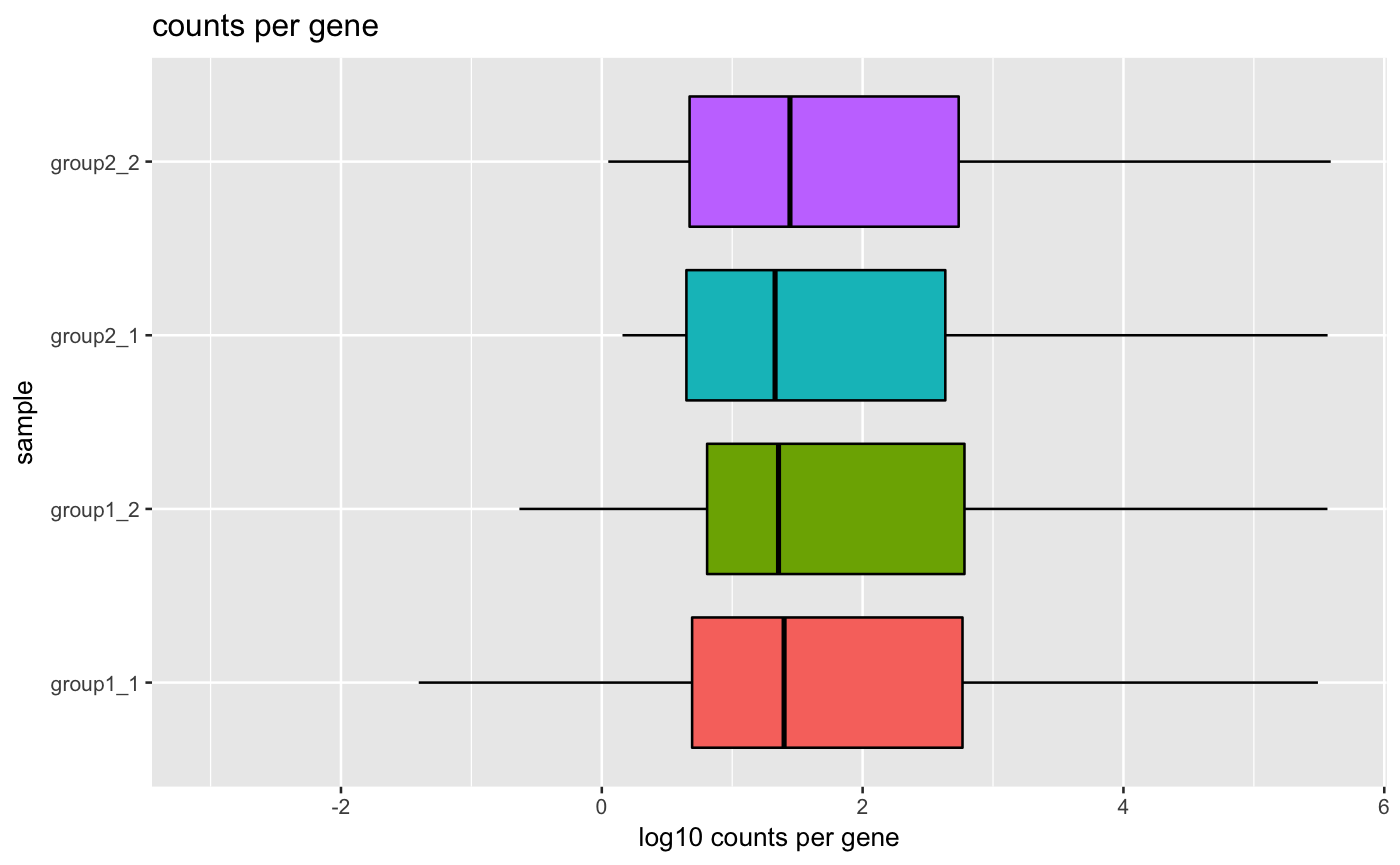 counts per gene
sample
group2_2
group2_1
group1_2
group1_1
-2 0 2 4 6
log10 counts per gene